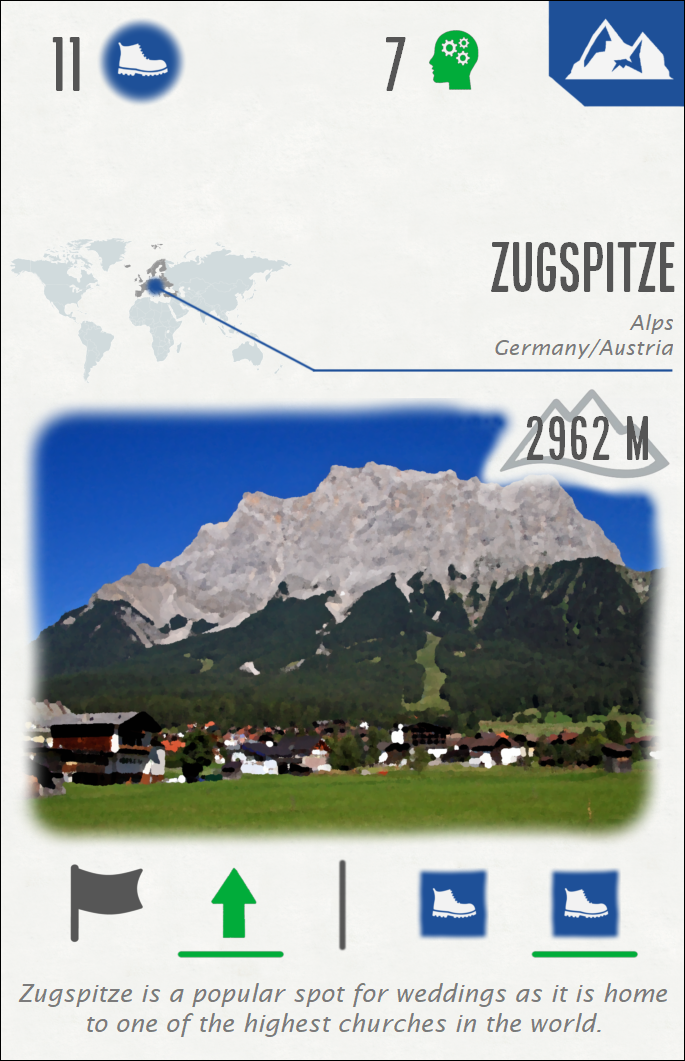 11
7
ZUGSPITZE
Alps
Germany/Austria
2962 M
Zugspitze is a popular spot for weddings as it is home
to one of the highest churches in the world.